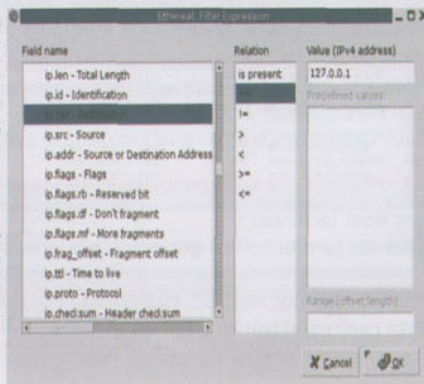 Ethereal: Filter Expression
Field name
Relation
Value (IPv4 address)
ip.len - Total Length
ip.id - Identification
ip.src - Source
ip.addr - Source or Destination Address
ip.flags - Flags
ip.flags.rb - Reserved bit
ip.flags.df - Don't fragment
ip.flags.mf - More fragments
ip.frag_offset - Fragment offset
ip.ttl - Time to live
ip.proto - Protocol
ip.checksum - Header checksum
is present
!=
>
<
>=
<=
127.0.0.1
Predefined values:
Range (offset:length)
Cancel
OK